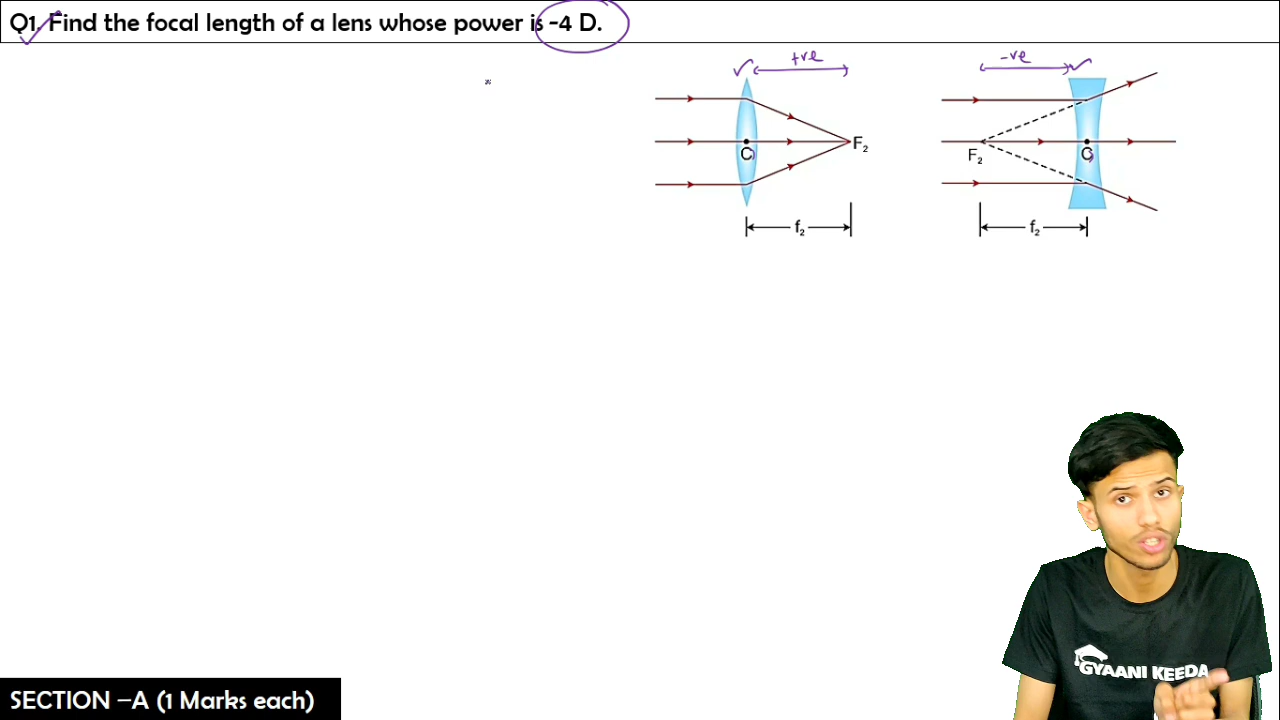 Q1. Find the focal length of a lens whose power is -4 D.
+ve
-ve
C
F₂
F₂
C
f₂
f₂
GYAANI KEEDA
SECTION –A (1 Marks each)